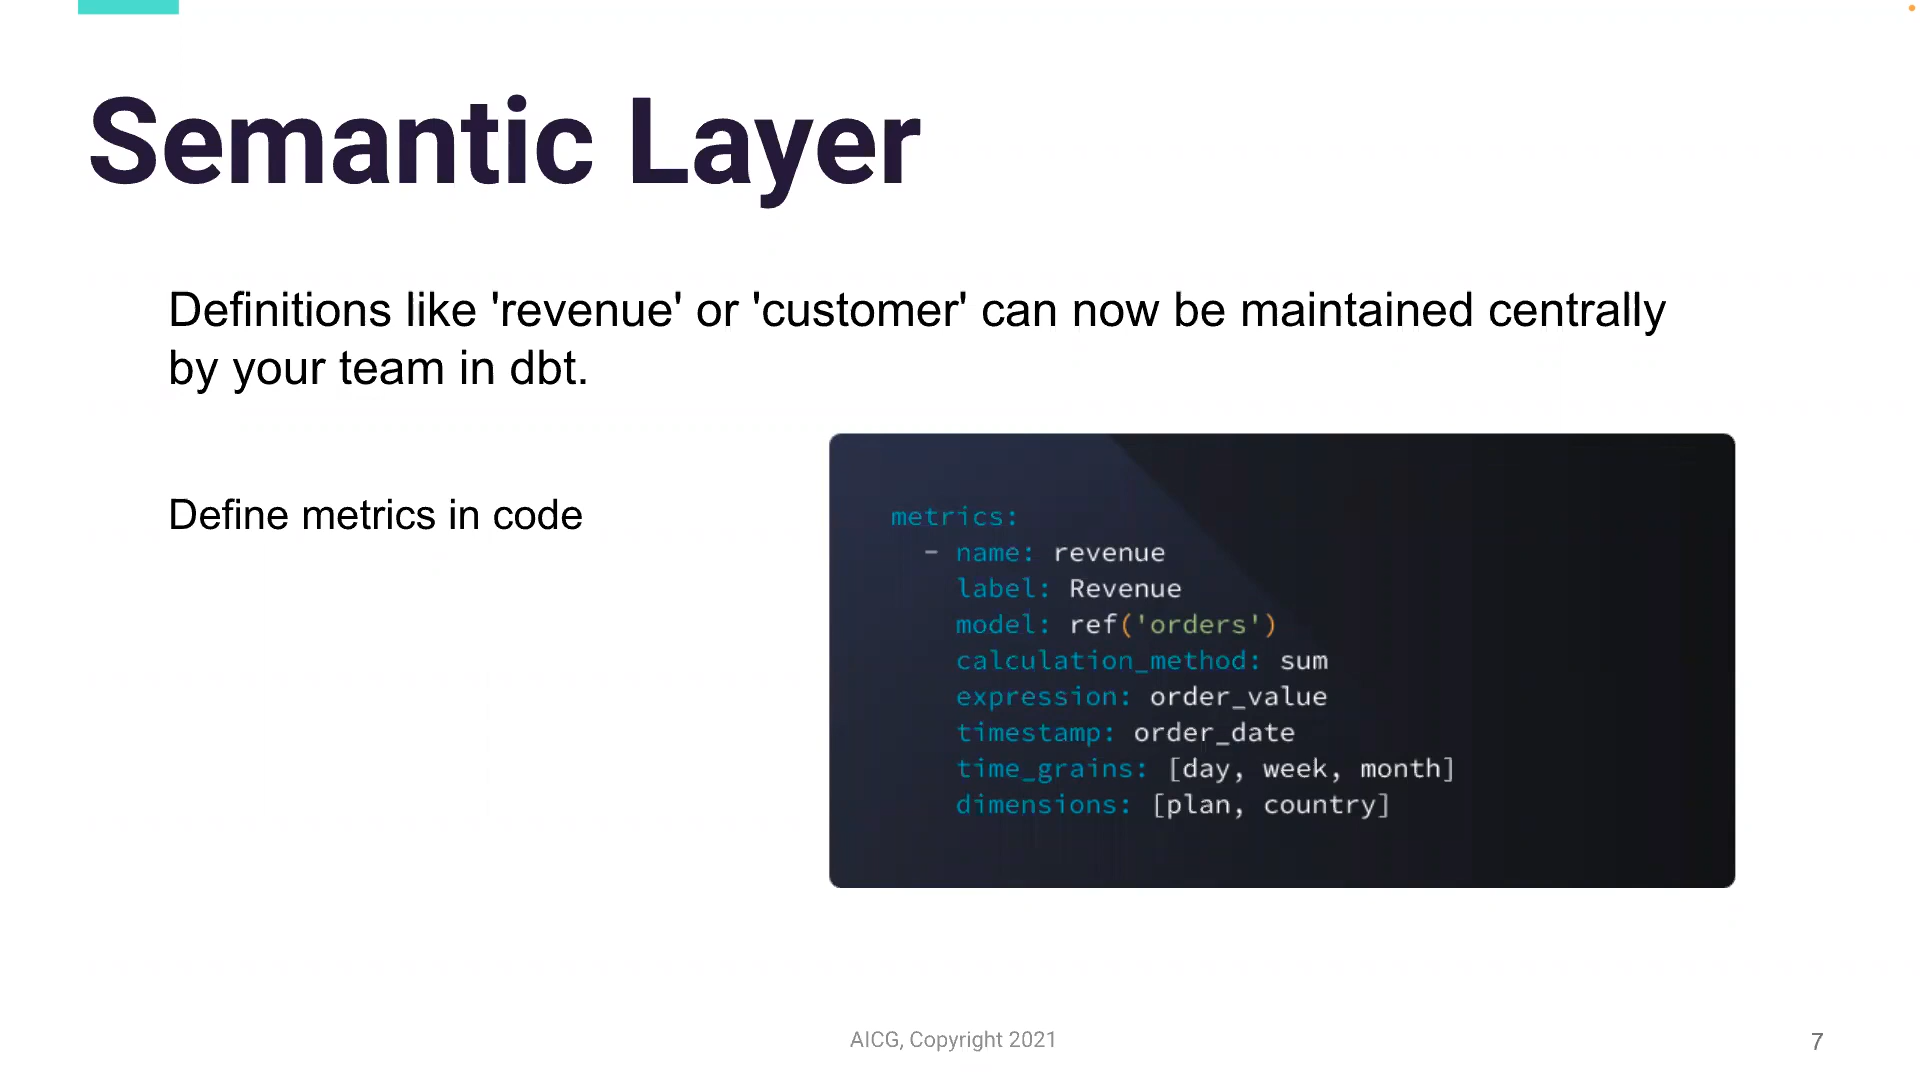 Semantic Layer
Definitions like 'revenue' or 'customer' can now be maintained centrally
by your team in dbt.
Define metrics in code
metrics:
  - name: revenue
    label: Revenue
    model: ref('orders')
    calculation_method: sum
    expression: order_value
    timestamp: order_date
    time_grains: [day, week, month]
    dimensions: [plan, country]
AICG, Copyright 2021
7